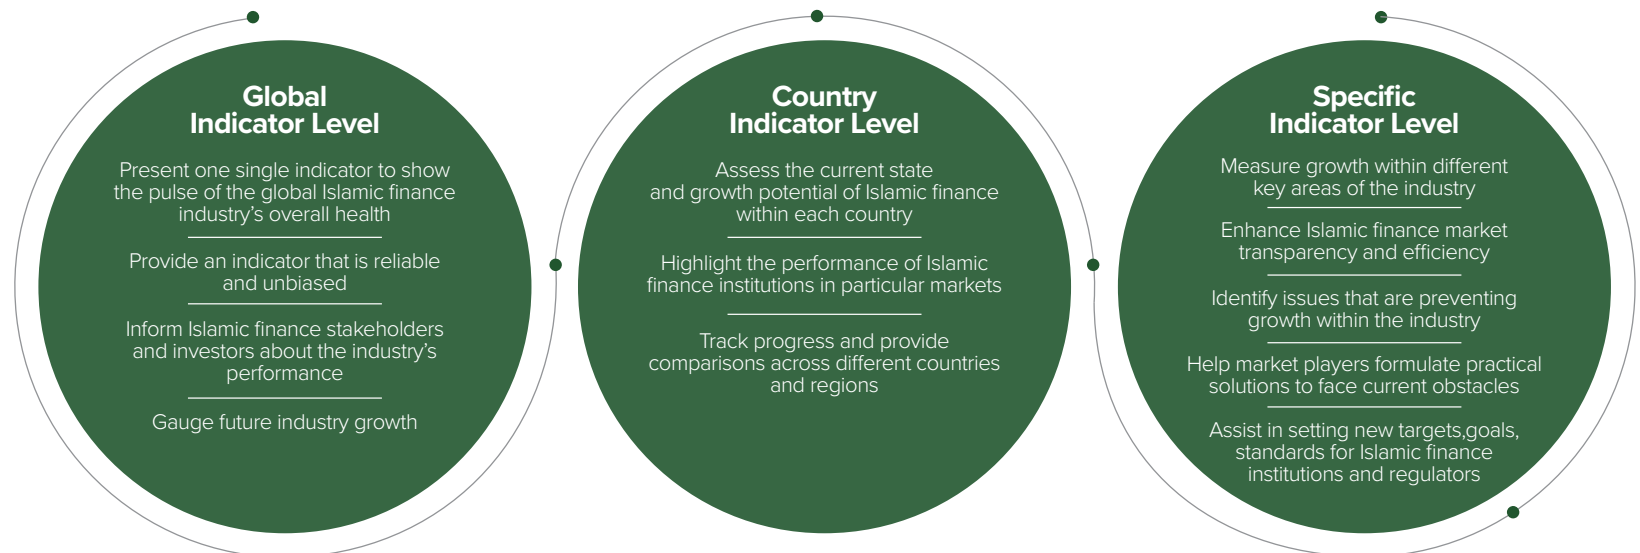 Global
Indicator Level
Present one single indicator to show
the pulse of the global Islamic finance
industry's overall health
Provide an indicator that is reliable
and unbiased
Inform Islamic finance stakeholders
and investors about the industry's
performance
Gauge future industry growth
Country
Indicator Level
Assess the current state
and growth potential of Islamic finance
within each country
Highlight the performance of Islamic
finance institutions in particular markets
Track progress and provide
comparisons across different countries
and regions
Specific
Indicator Level
Measure growth within different
key areas of the industry
Enhance Islamic finance market
transparency and efficiency
Identify issues that are preventing
growth within the industry
Help market players formulate practical
solutions to face current obstacles
Assist in setting new targets,goals,
standards for Islamic finance
institutions and regulators